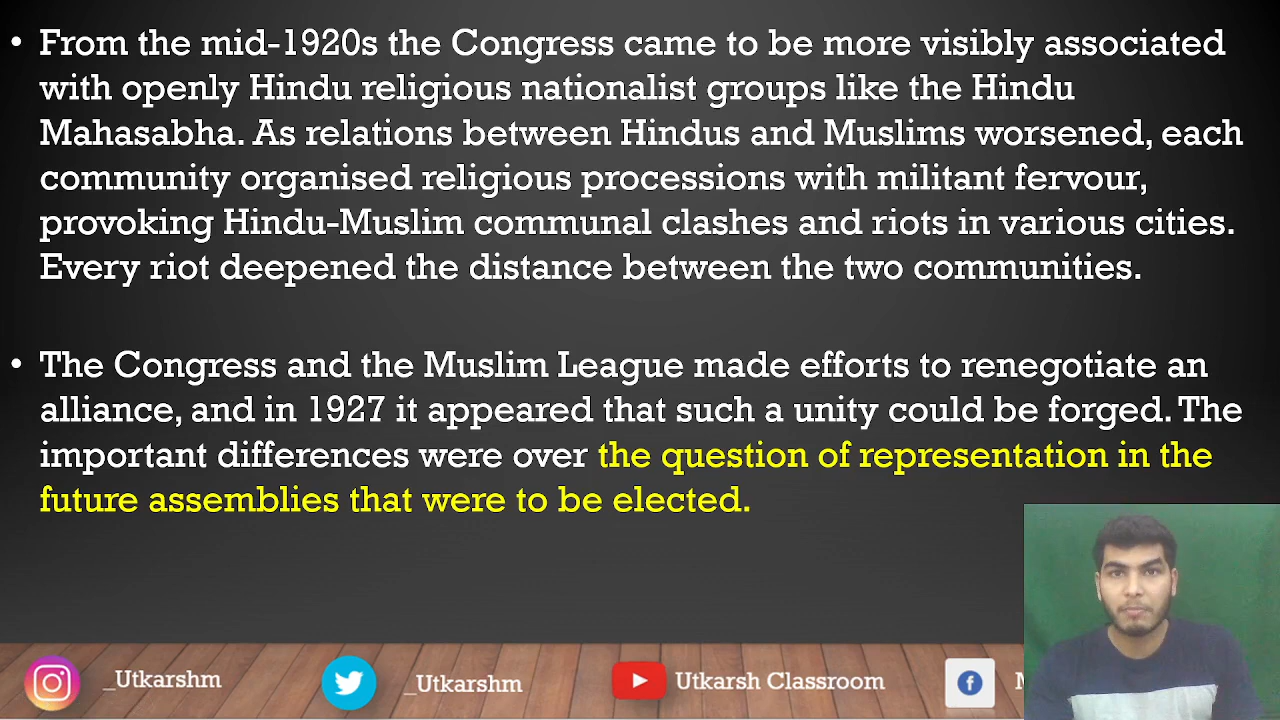 • From the mid-1920s the Congress came to be more visibly associated
with openly Hindu religious nationalist groups like the Hindu
Mahasabha. As relations between Hindus and Muslims worsened, each
community organised religious processions with militant fervour,
provoking Hindu-Muslim communal clashes and riots in various cities.
Every riot deepened the distance between the two communities.
• The Congress and the Muslim League made efforts to renegotiate an
alliance, and in 1927 it appeared that such a unity could be forged. The
important differences were over the question of representation in the
future assemblies that were to be elected.
_Utkarshm _Utkarshm Utkarsh Classroom